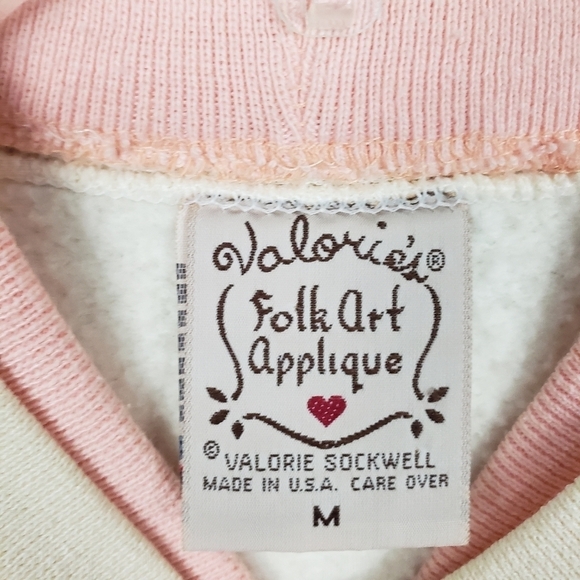 Valorie's®
Folk Art
Applique
© VALORIE SOCKWELL
MADE IN U.S.A. CARE OVER
M